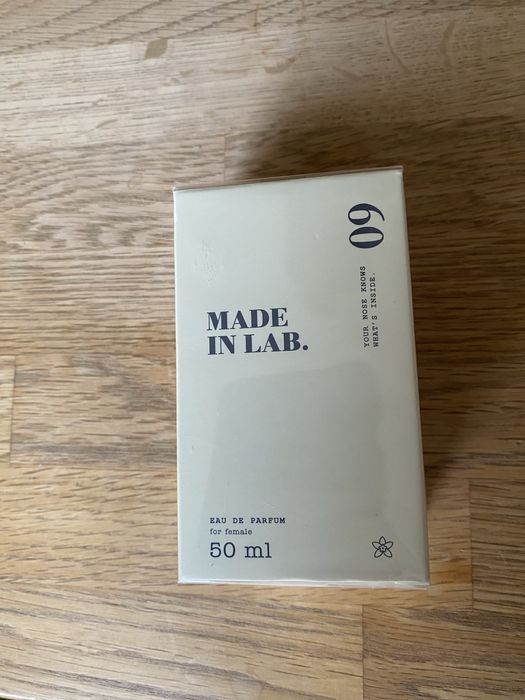 09
YOUR NOSE KNOWS
WHAT'S INSIDE.
MADE
IN LAB.
EAU DE PARFUM
for female
50 ml